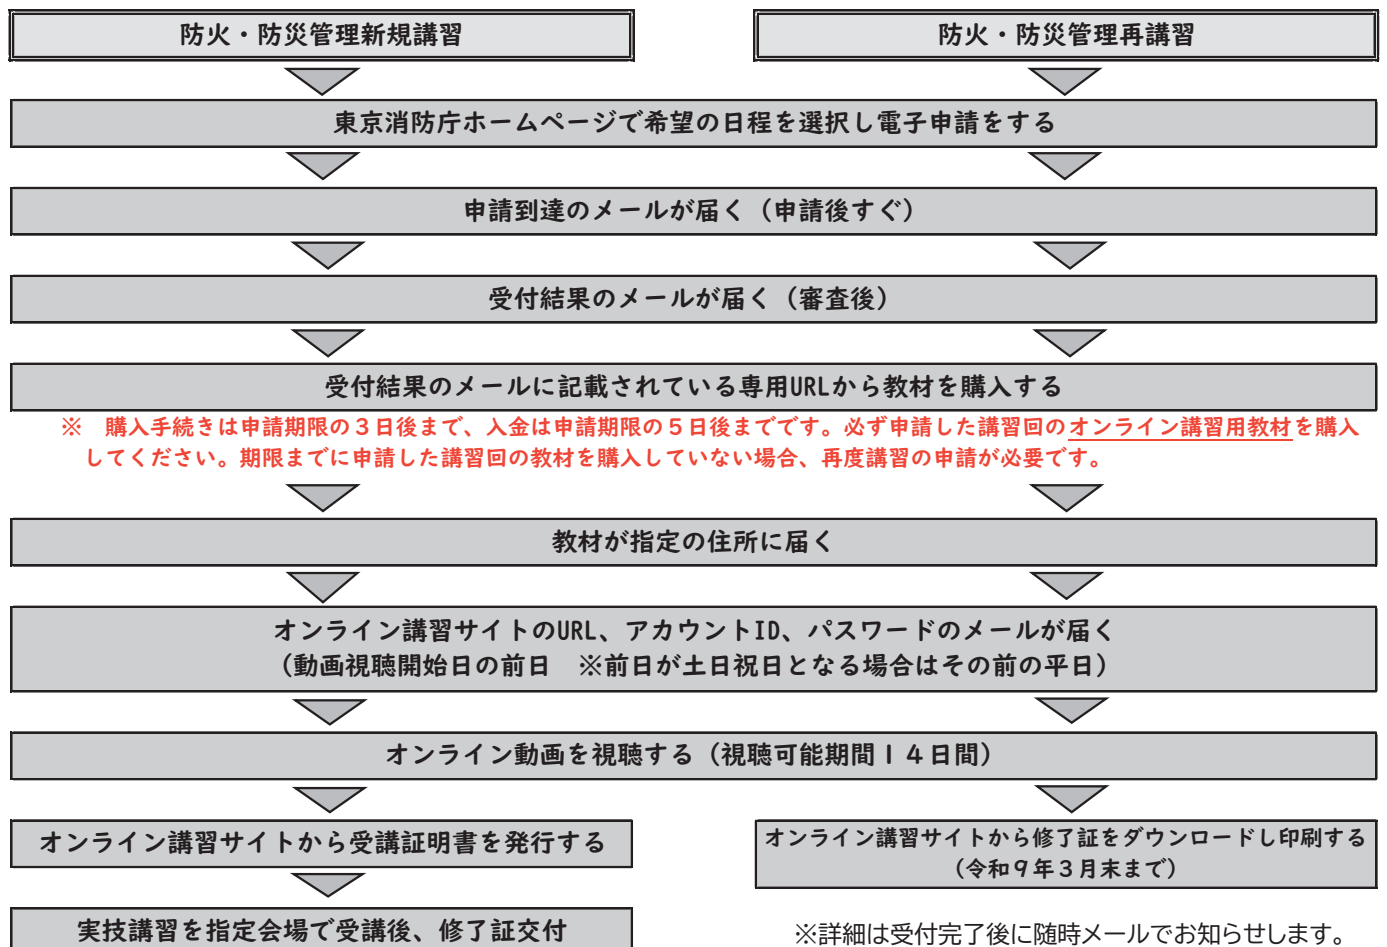 防火・防災管理新規講習
防火・防災管理再講習
東京消防庁ホームページで希望の日程を選択し電子申請をする
申請到達のメールが届く（申請後すぐ）
受付結果のメールが届く（審査後）
受付結果のメールに記載されている専用URLから教材を購入する
※　購入手続きは申請期限の３日後まで、入金は申請期限の５日後までです。必ず申請した講習回のオンライン講習用教材を購入
してください。期限までに申請した講習回の教材を購入していない場合、再度講習の申請が必要です。
教材が指定の住所に届く
オンライン講習サイトのURL、アカウントID、パスワードのメールが届く
（動画視聴開始日の前日　※前日が土日祝日となる場合はその前の平日）
オンライン動画を視聴する（視聴可能期間１４日間）
オンライン講習サイトから受講証明書を発行する
オンライン講習サイトから修了証をダウンロードし印刷する
（令和９年３月末まで）
実技講習を指定会場で受講後、修了証交付
※詳細は受付完了後に随時メールでお知らせします。